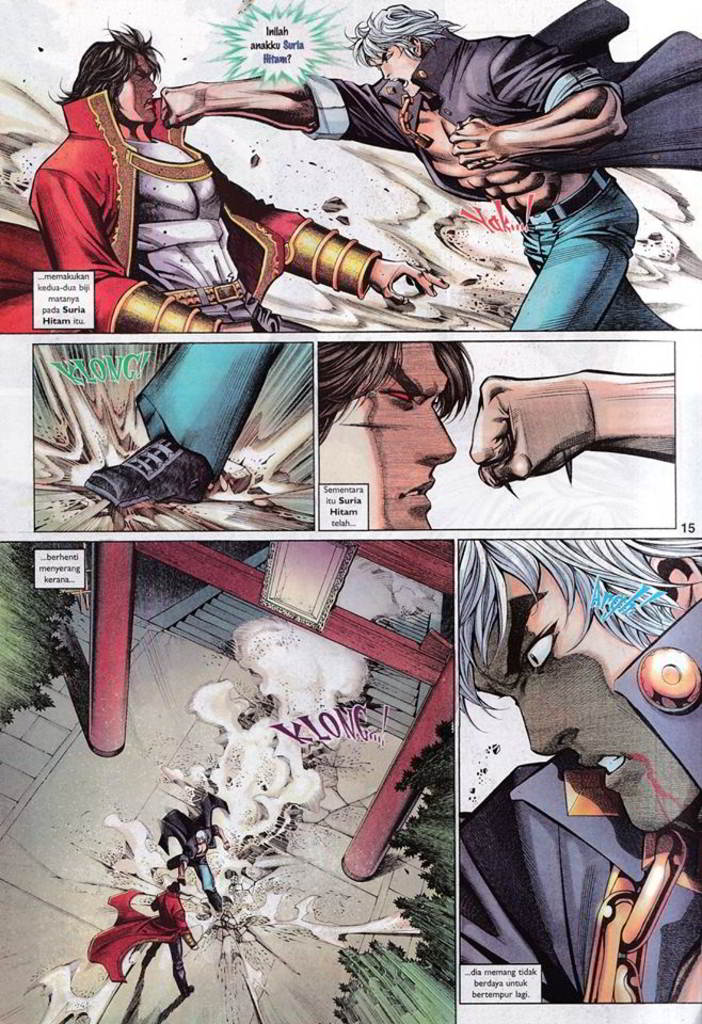 Inilah
anakku Suria
Hitam?
Yak...!
...memakukan
kedua-dua biji
matanya
pada Suria
Hitam itu.
KLONG!
Sementara
itu Suria
Hitam
telah...
15
...berhenti
menyerang
kerana...
KLONG...!
Argh!!
...dia memang tidak
berdaya untuk
bertempur lagi.